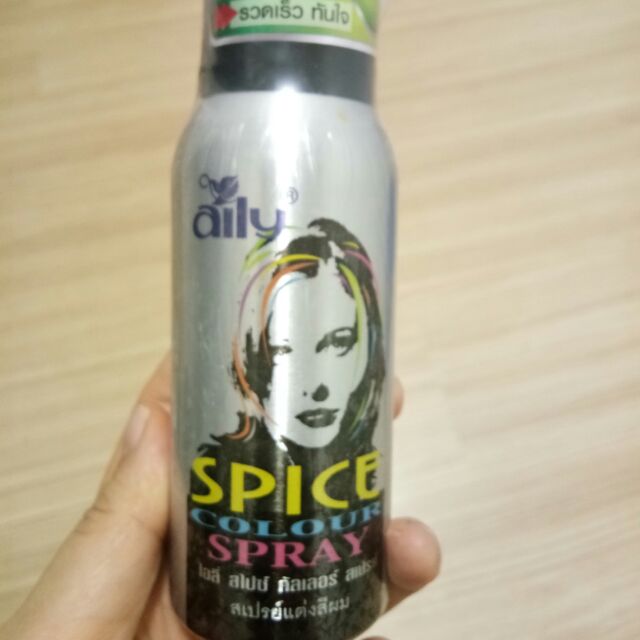 รวดเร็ว ทันใจ
aily®
SPICE
COLOUR
SPRAY
ไอลี่ สไปซ์ คัลเลอร์ สเปรย์
สเปรย์แต่งสีผม